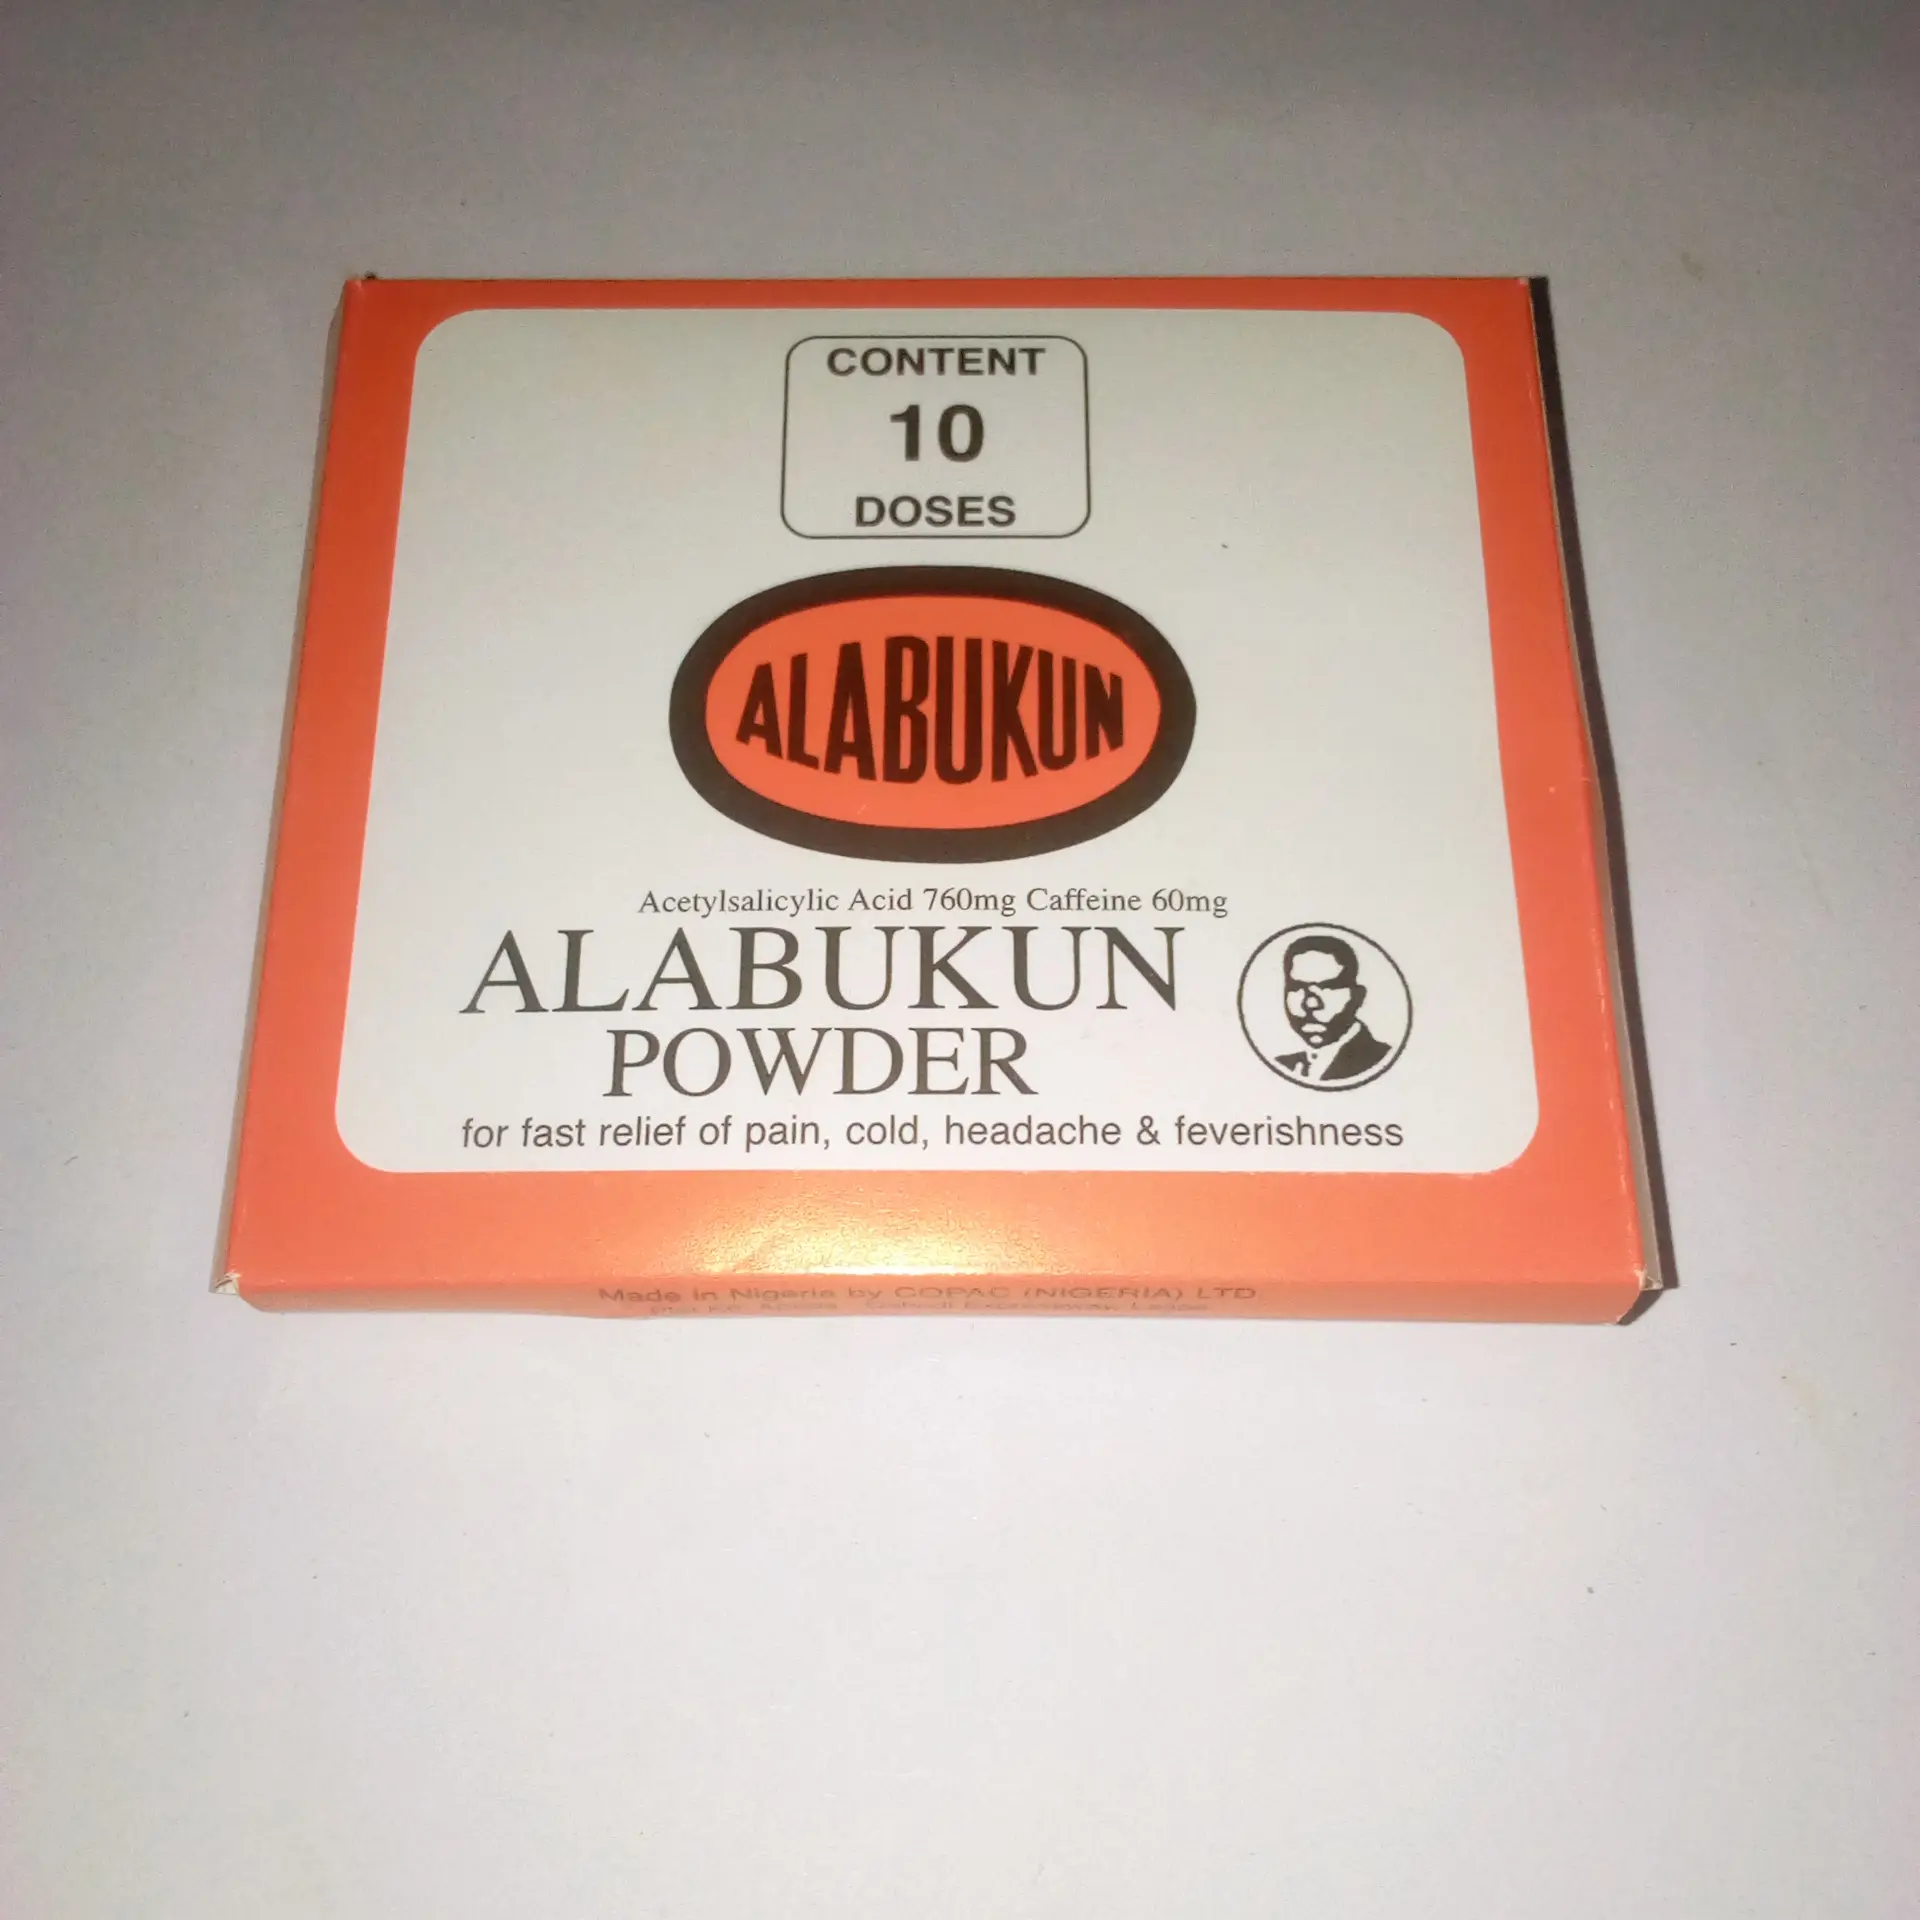 CONTENT
10
DOSES
ALABUKUN
Acetylsalicylic Acid 760mg Caffeine 60mg
ALABUKUN
POWDER
for fast relief of pain, cold, headache & feverishness
Made in Nigeria by COPAC (NIGERIA) LTD